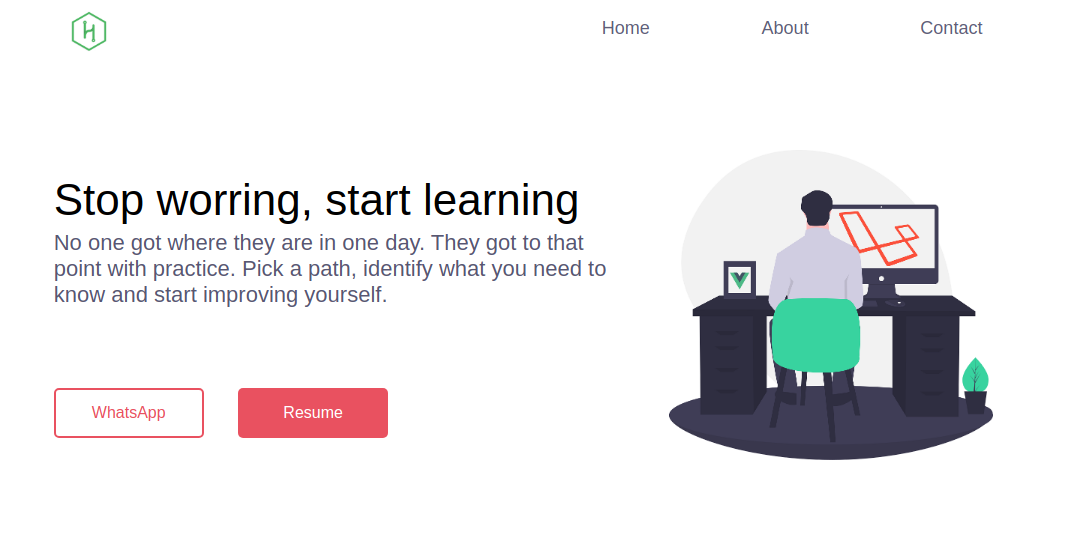 Home
About
Contact
Stop worring, start learning
No one got where they are in one day. They got to that
point with practice. Pick a path, identify what you need to
know and start improving yourself.
WhatsApp
Resume